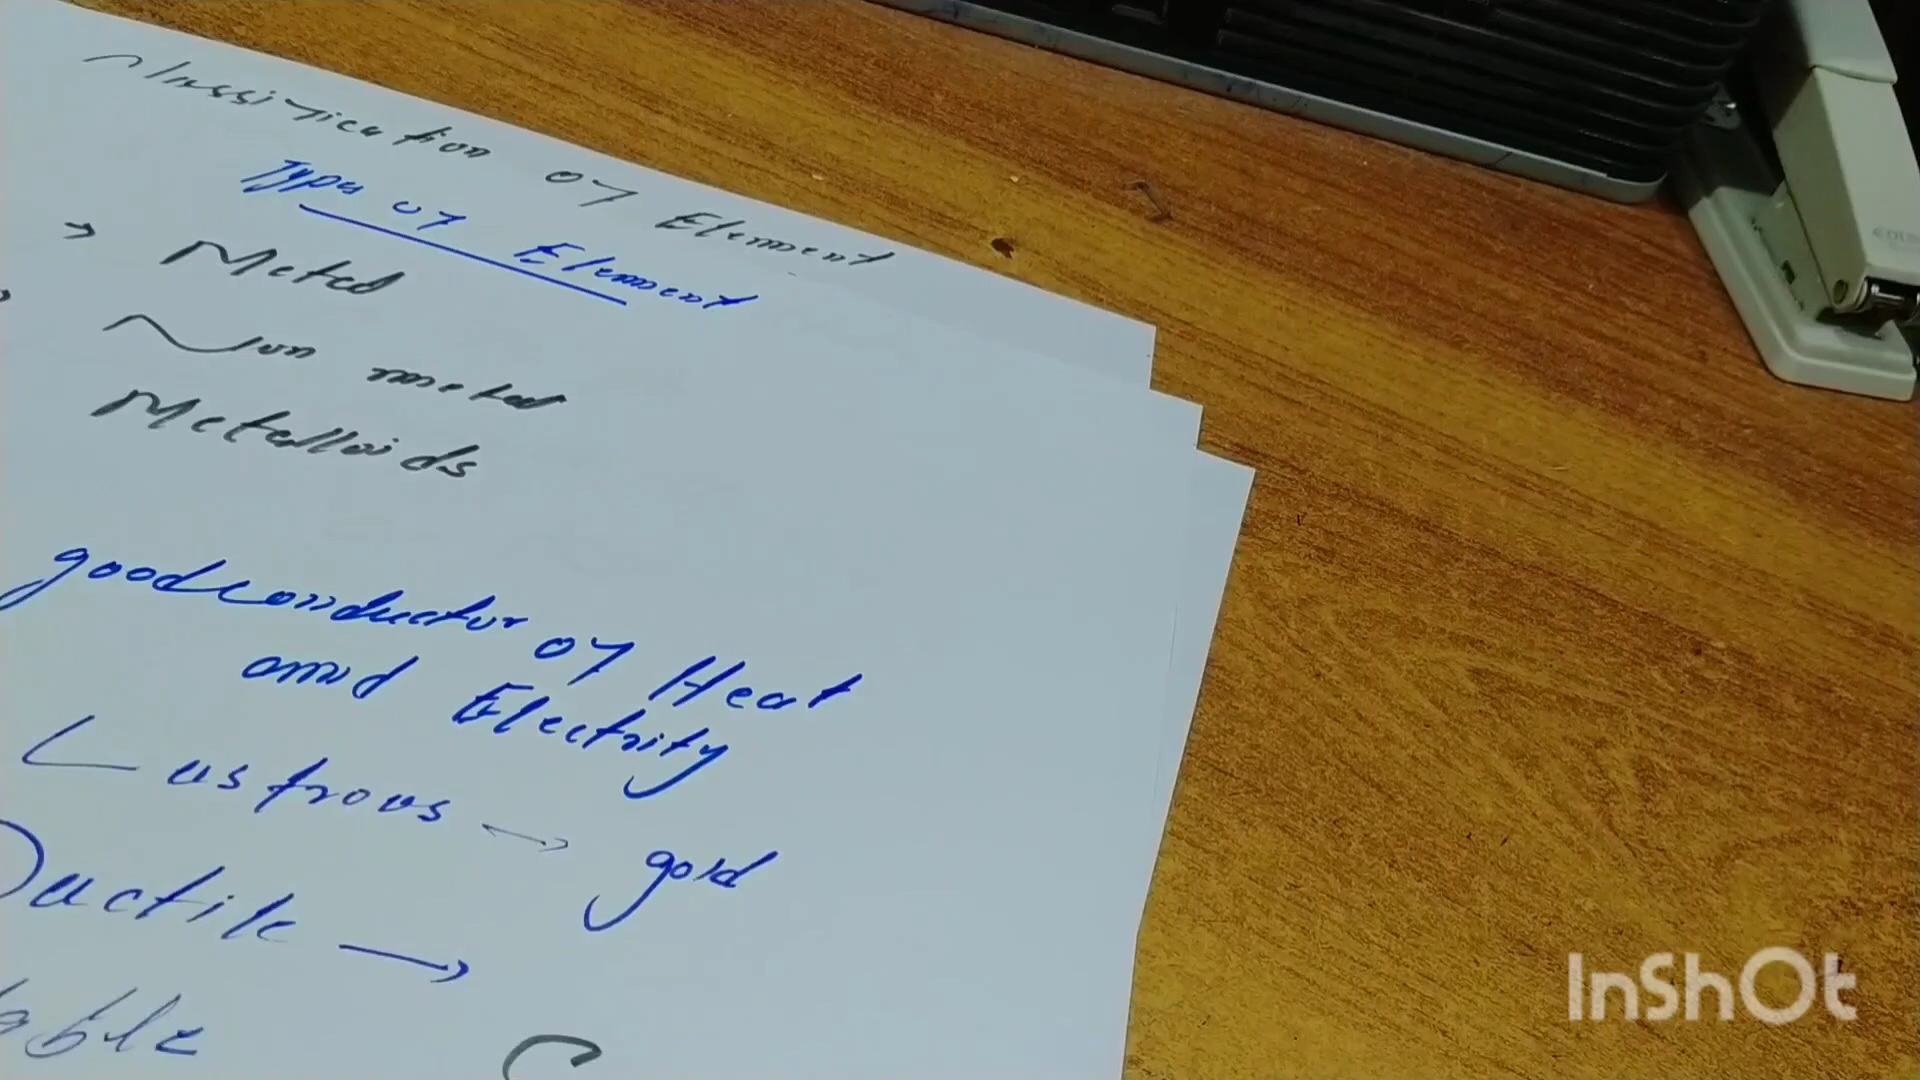 Classification of Element
Types of Element
→ Metal
Non metal
Metalloids
good conductor of Heat
and Electrity
Lustrous → gold
Ductile →
InShOt